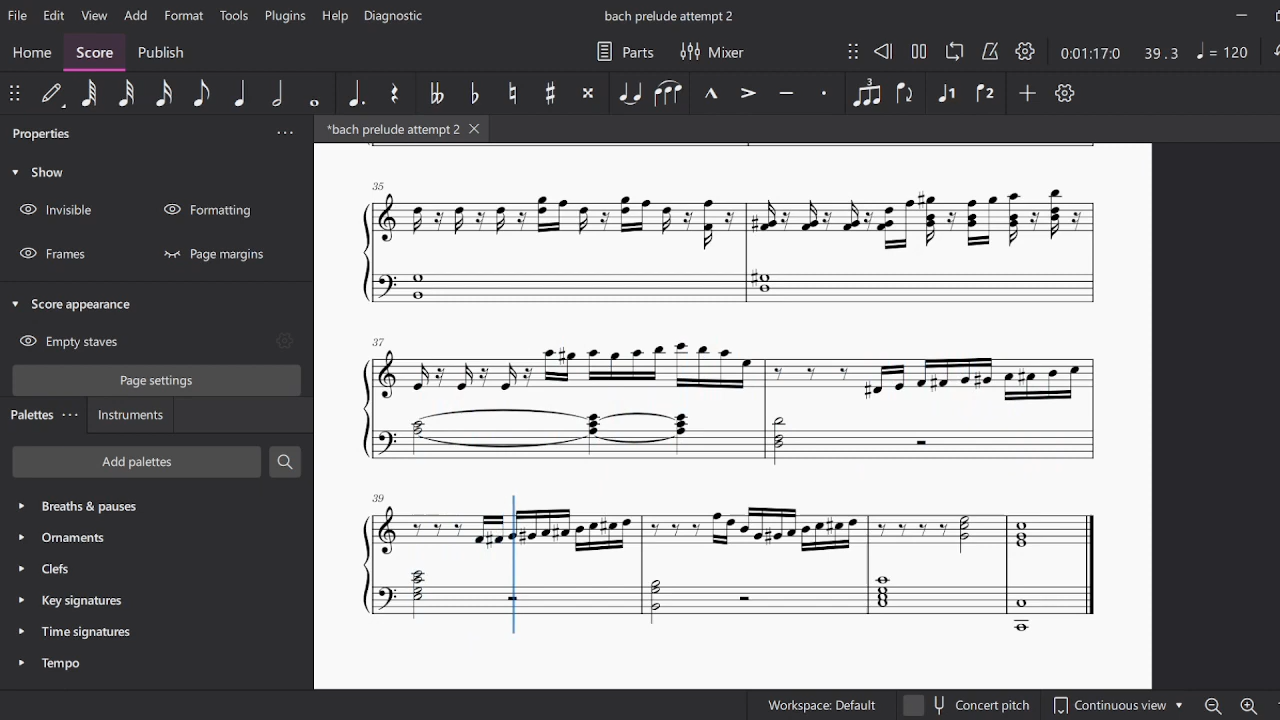 File Edit View Add Format Tools Plugins Help Diagnostic bach prelude attempt 2
Home Score Publish Parts Mixer 0:01:17:0 39.3 = 120
3 1 2
Properties *bach prelude attempt 2
Show
Invisible Formatting
Frames Page margins
Score appearance
Empty staves
Page settings
Palettes Instruments
Add palettes
Breaths & pauses
Ornaments
Clefs
Key signatures
Time signatures
Tempo
35
37
39
Workspace: Default Concert pitch Continuous view